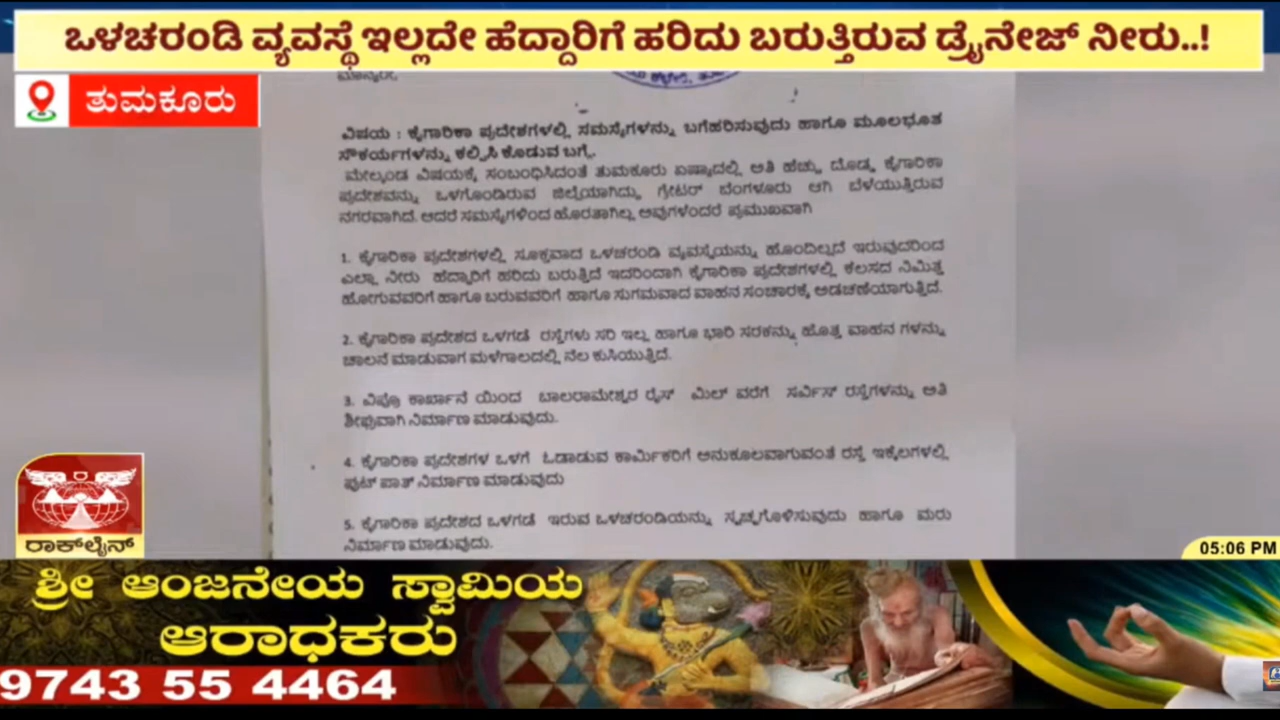 ಒಳಚರಂಡಿ ವ್ಯವಸ್ಥೆ ಇಲ್ಲದೇ ಹೆದ್ದಾರಿಗೆ ಹರಿದು ಬರುತ್ತಿರುವ ಡ್ರೈನೇಜ್ ನೀರು..!
ತುಮಕೂರು
ವಿಷಯ : ಕೈಗಾರಿಕಾ ಪ್ರದೇಶಗಳಲ್ಲಿ ಸಮಸ್ಯೆಗಳನ್ನು ಬಗೆಹರಿಸುವುದು ಹಾಗೂ ಮೂಲಭೂತ
ಸೌಕರ್ಯಗಳನ್ನು ಕಲ್ಪಿಸಿ ಕೊಡುವ ಬಗ್ಗೆ.
ಮೇಲ್ಕಂಡ ವಿಷಯಕ್ಕೆ ಸಂಬಂಧಿಸಿದಂತೆ ತುಮಕೂರು ಏಷ್ಯಾದಲ್ಲಿ ಅತಿ ಹೆಚ್ಚು ದೊಡ್ಡ ಕೈಗಾರಿಕಾ
ಪ್ರದೇಶವನ್ನು ಒಳಗೊಂಡಿರುವ ಜಿಲ್ಲೆಯಾಗಿದ್ದು ಗ್ರೇಟರ್ ಬೆಂಗಳೂರು ಆಗಿ ಬೆಳೆಯುತ್ತಿರುವ
ನಗರವಾಗಿದೆ. ಆದರೆ ಸಮಸ್ಯೆಗಳಿಂದ ಹೊರತಾಗಿಲ್ಲ ಅವುಗಳೆಂದರೆ ಪ್ರಮುಖವಾಗಿ
1. ಕೈಗಾರಿಕಾ ಪ್ರದೇಶಗಳಲ್ಲಿ ಸೂಕ್ತವಾದ ಒಳಚರಂಡಿ ವ್ಯವಸ್ಥೆಯನ್ನು ಹೊಂದಿಲ್ಲದೆ ಇರುವುದರಿಂದ
ಎಲ್ಲಾ ನೀರು ಹೆದ್ದಾರಿಗೆ ಹರಿದು ಬರುತ್ತಿದೆ ಇದರಿಂದಾಗಿ ಕೈಗಾರಿಕಾ ಪ್ರದೇಶಗಳಲ್ಲಿ ಕೆಲಸದ ನಿಮಿತ್ತ
ಹೋಗುವವರಿಗೆ ಹಾಗೂ ಬರುವವರಿಗೆ ಹಾಗೂ ಸುಗಮವಾದ ವಾಹನ ಸಂಚಾರಕ್ಕೆ ಅಡಚಣೆಯಾಗುತ್ತಿದೆ.
2. ಕೈಗಾರಿಕಾ ಪ್ರದೇಶದ ಒಳಗಡೆ ರಸ್ತೆಗಳು ಸರಿ ಇಲ್ಲ ಹಾಗೂ ಭಾರಿ ಸರಕನ್ನು ಹೊತ್ತ ವಾಹನ ಗಳನ್ನು
ಚಾಲನೆ ಮಾಡುವಾಗ ಮಳೆಗಾಲದಲ್ಲಿ ನೆಲ ಕುಸಿಯುತ್ತಿದೆ.
3. ವಿಪ್ರೊ ಕಾರ್ಖಾನೆ ಯಿಂದ ಬಾಲರಾಮೇಶ್ವರ ರೈಸ್ ಮಿಲ್ ವರೆಗೆ ಸರ್ವಿಸ್ ರಸ್ತೆಗಳನ್ನು ಅತಿ
ಶೀಘ್ರವಾಗಿ ನಿರ್ಮಾಣ ಮಾಡುವುದು.
4. ಕೈಗಾರಿಕಾ ಪ್ರದೇಶಗಳ ಒಳಗೆ ಓಡಾಡುವ ಕಾರ್ಮಿಕರಿಗೆ ಅನುಕೂಲವಾಗುವಂತೆ ರಸ್ತೆ ಇಕ್ಕೆಲಗಳಲ್ಲಿ
ಫುಟ್ ಪಾತ್ ನಿರ್ಮಾಣ ಮಾಡುವುದು
5. ಕೈಗಾರಿಕಾ ಪ್ರದೇಶದ ಒಳಗಡೆ ಇರುವ ಒಳಚರಂಡಿಯನ್ನು ಸ್ವಚ್ಛಗೊಳಿಸುವುದು ಹಾಗೂ ಮರು
ನಿರ್ಮಾಣ ಮಾಡುವುದು.
ರಾಕ್‌ಲೈನ್
05:06 PM
ಶ್ರೀ ಆಂಜನೇಯ ಸ್ವಾಮಿಯ
ಆರಾಧಕರು
9743 55 4464